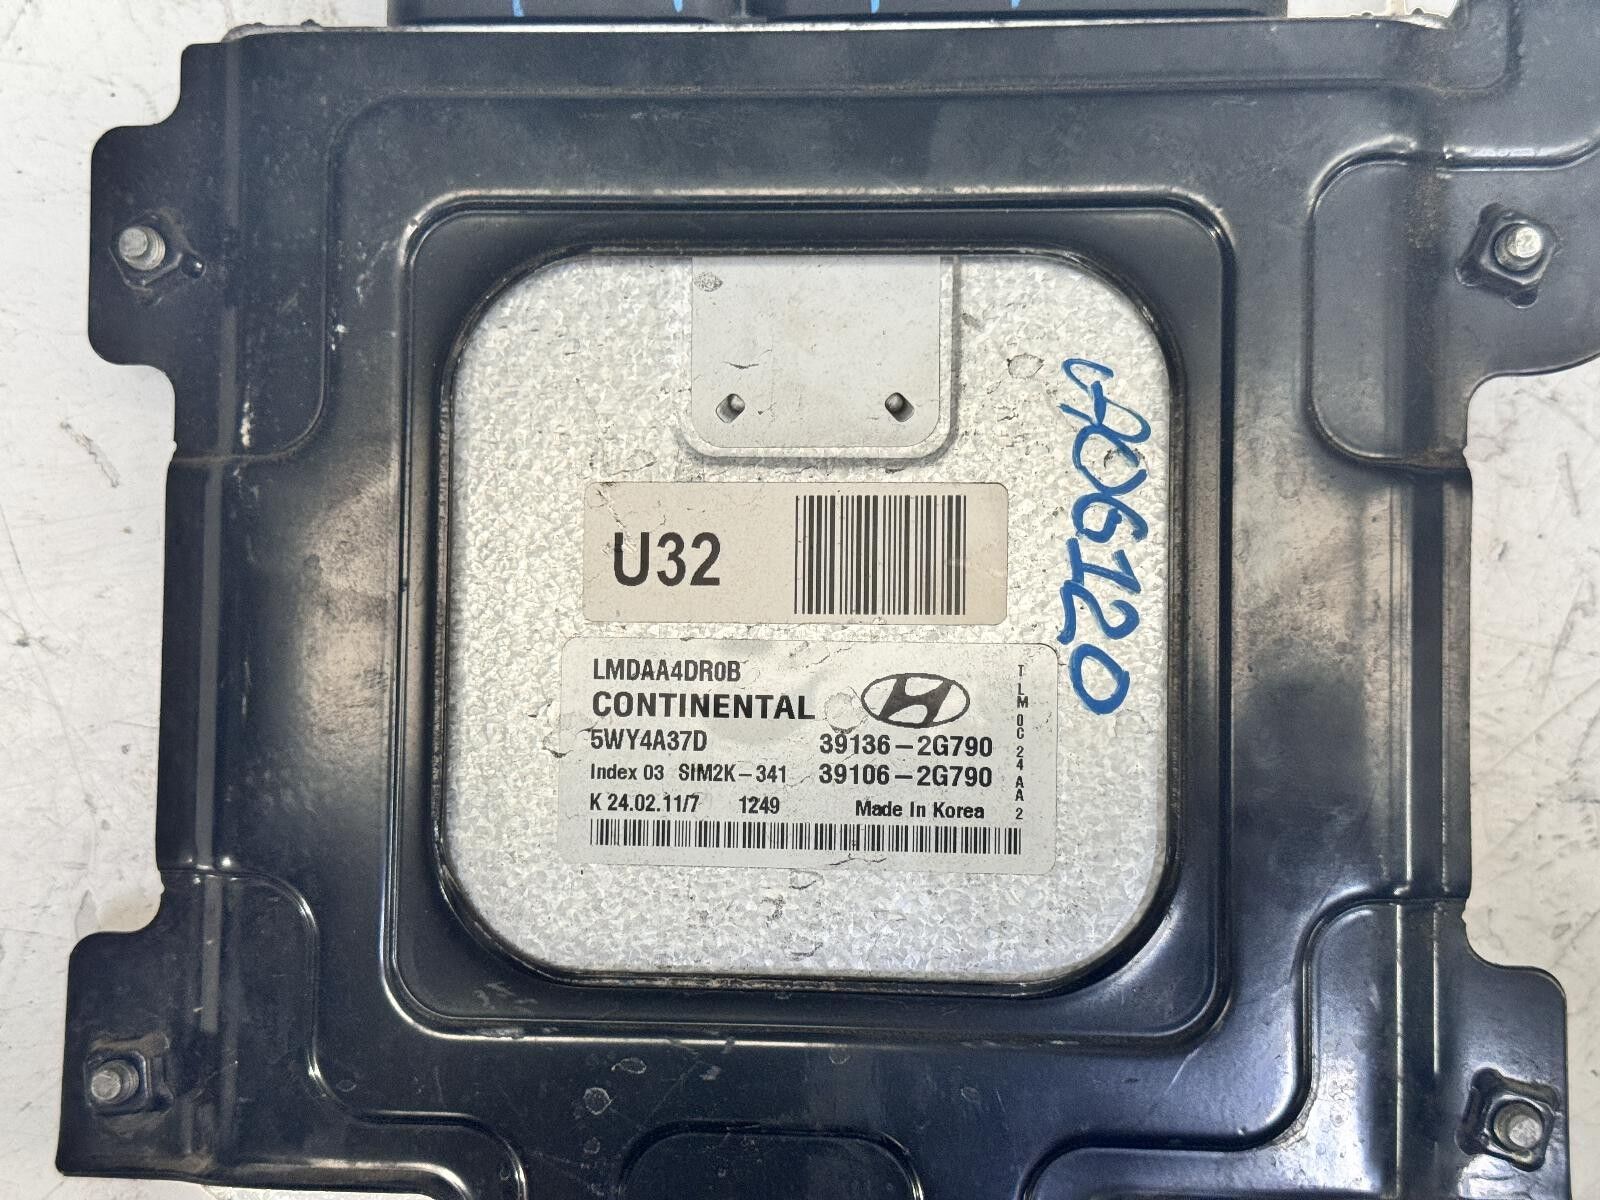 U32
LMDAA4DR0B
CONTINENTAL
5WY4A37D 39136-2G790
Index 03 SIM2K-341 39106-2G790
K 24.02.11/7 1249 Made In Korea
TLM0C24AA2